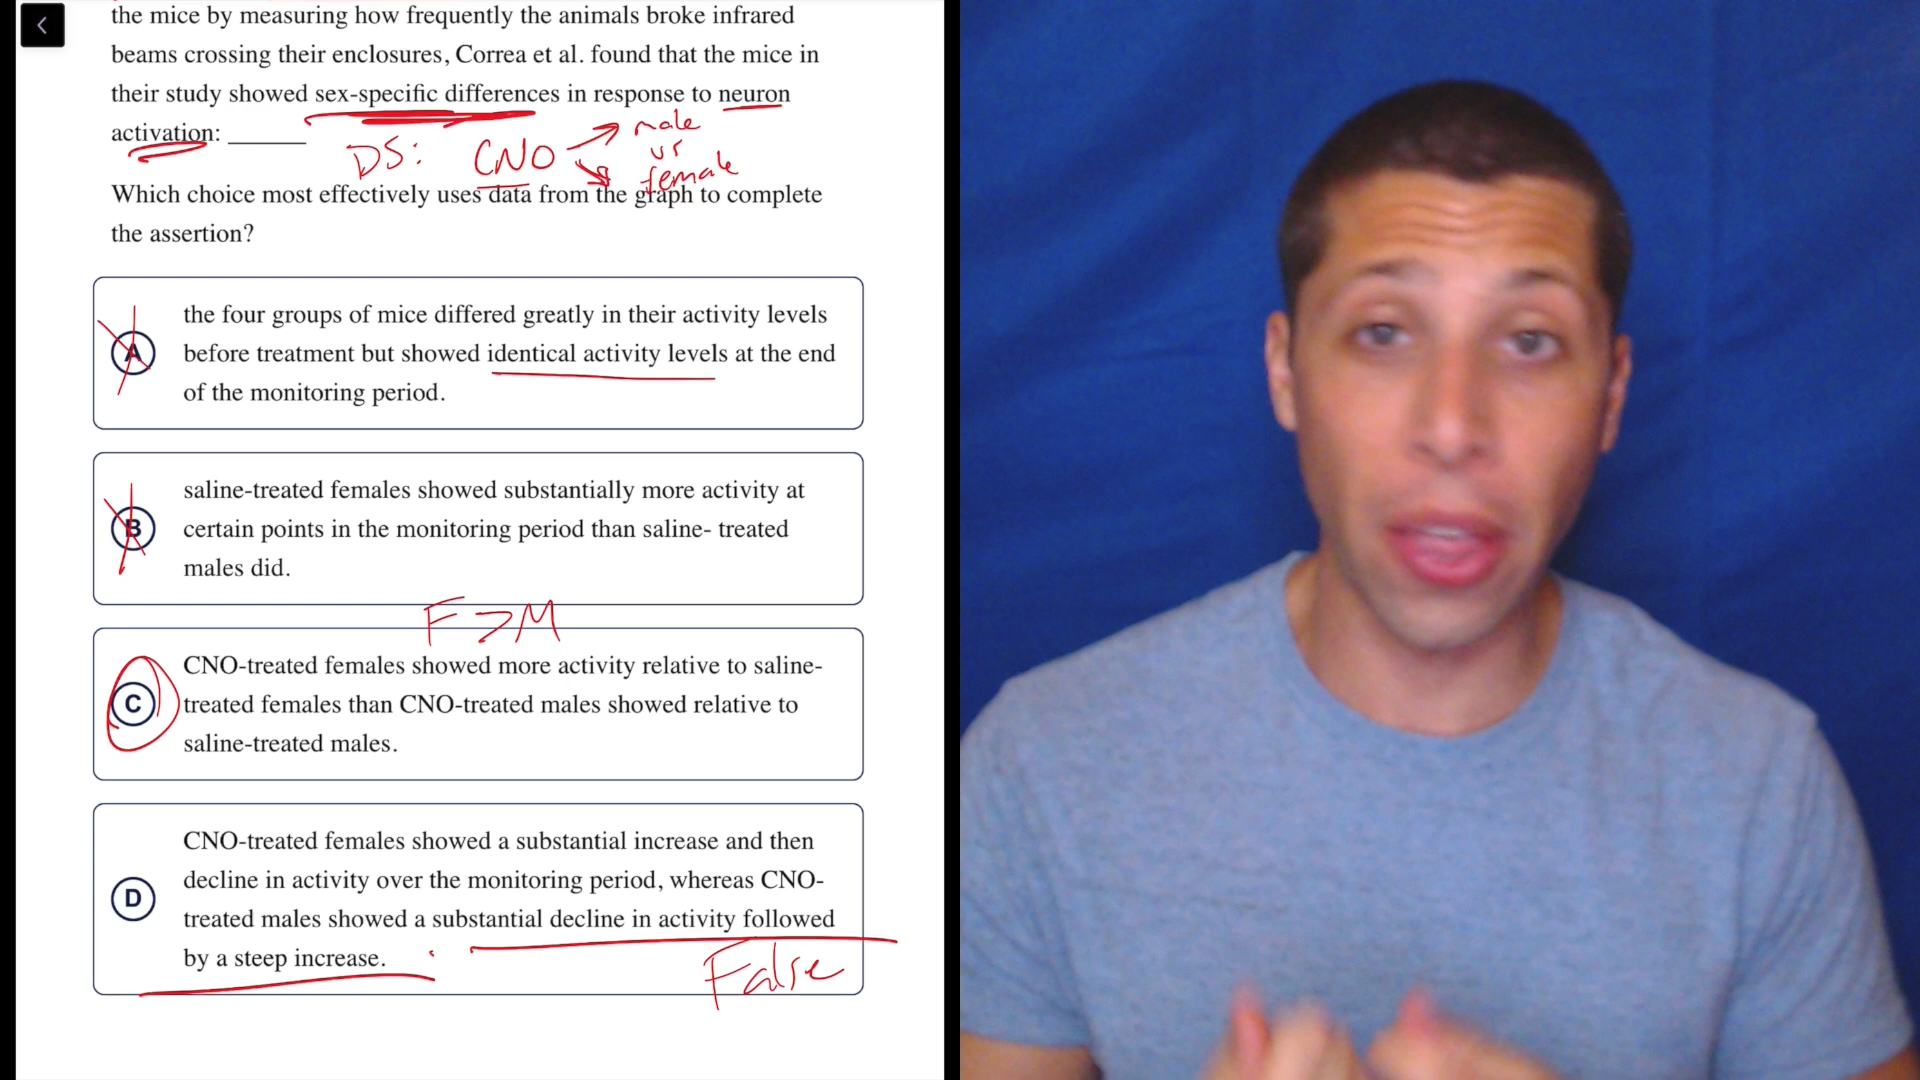 the mice by measuring how frequently the animals broke infrared
beams crossing their enclosures, Correa et al. found that the mice in
their study showed sex-specific differences in response to neuron
activation: ______
DS: CNO male
vs
female
Which choice most effectively uses data from the graph to complete
the assertion?
A
the four groups of mice differed greatly in their activity levels
before treatment but showed identical activity levels at the end
of the monitoring period.
B
saline-treated females showed substantially more activity at
certain points in the monitoring period than saline- treated
males did.
F > M
C
CNO-treated females showed more activity relative to saline-
treated females than CNO-treated males showed relative to
saline-treated males.
D
CNO-treated females showed a substantial increase and then
decline in activity over the monitoring period, whereas CNO-
treated males showed a substantial decline in activity followed
by a steep increase.
False